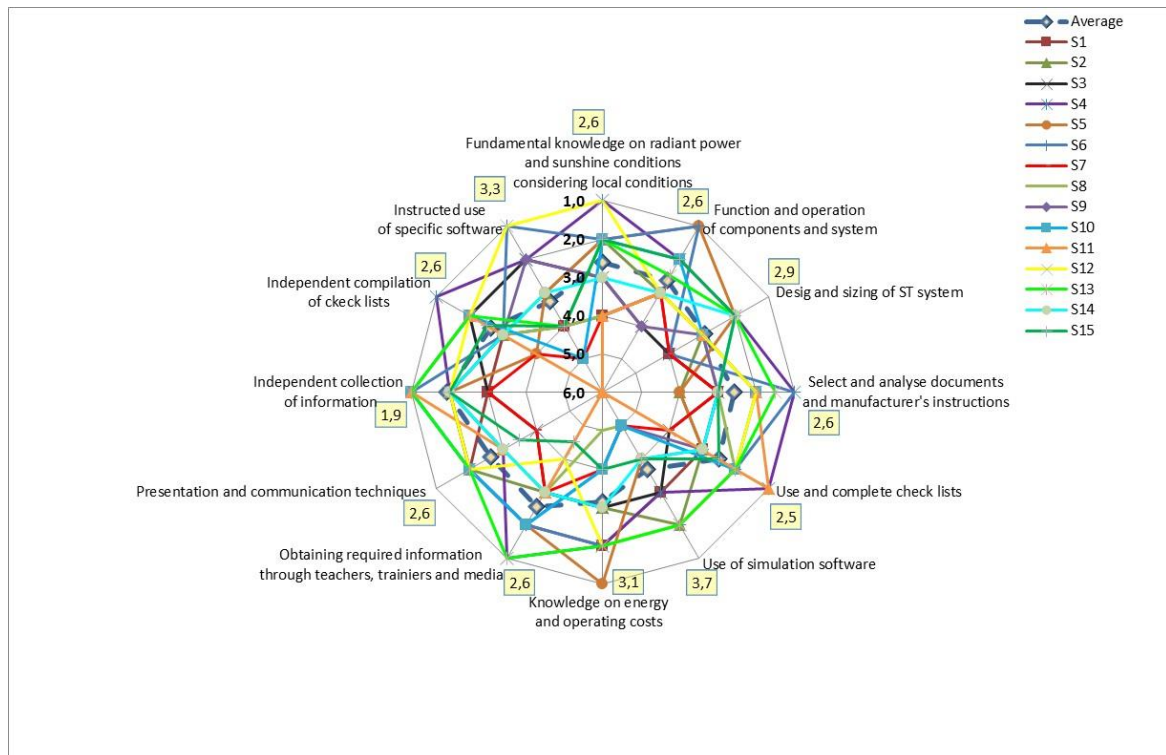 Average
S1
S2
S3
S4
S5
S6
S7
S8
S9
S10
S11
S12
S13
S14
S15
2,6
Fundamental knowledge on radiant power
and sunshine conditions
considering local conditions
2,6
Function and operation
of components and system
2,9
Desig and sizing of ST system
Select and analyse documents
and manufacturer's instructions
2,6
Use and complete check lists
2,5
Use of simulation software
3,7
3,1
Knowledge on energy
and operating costs
Obtaining required information
through teachers, trainiers and media
2,6
Presentation and communication techniques
2,6
Independent collection
of information
1,9
2,6
Independent compilation
of ckeck lists
3,3
Instructed use
of specific software
1,0
2,0
3,0
4,0
5,0
6,0